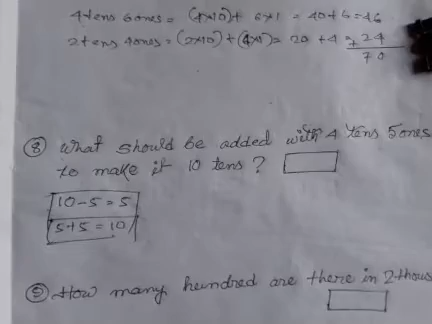 4 tens 6 ones = (4×10)+ 6×1 = 40+6 = 46
2 tens 4 ones = (2×10)+(4×1) = 20 +4 = +24
70
⑧ What should be added with 4 tens 5 ones
to make it 10 tens ?
10-5 = 5
5+5 = 10
⑨ How many hundred are there in 2 thous